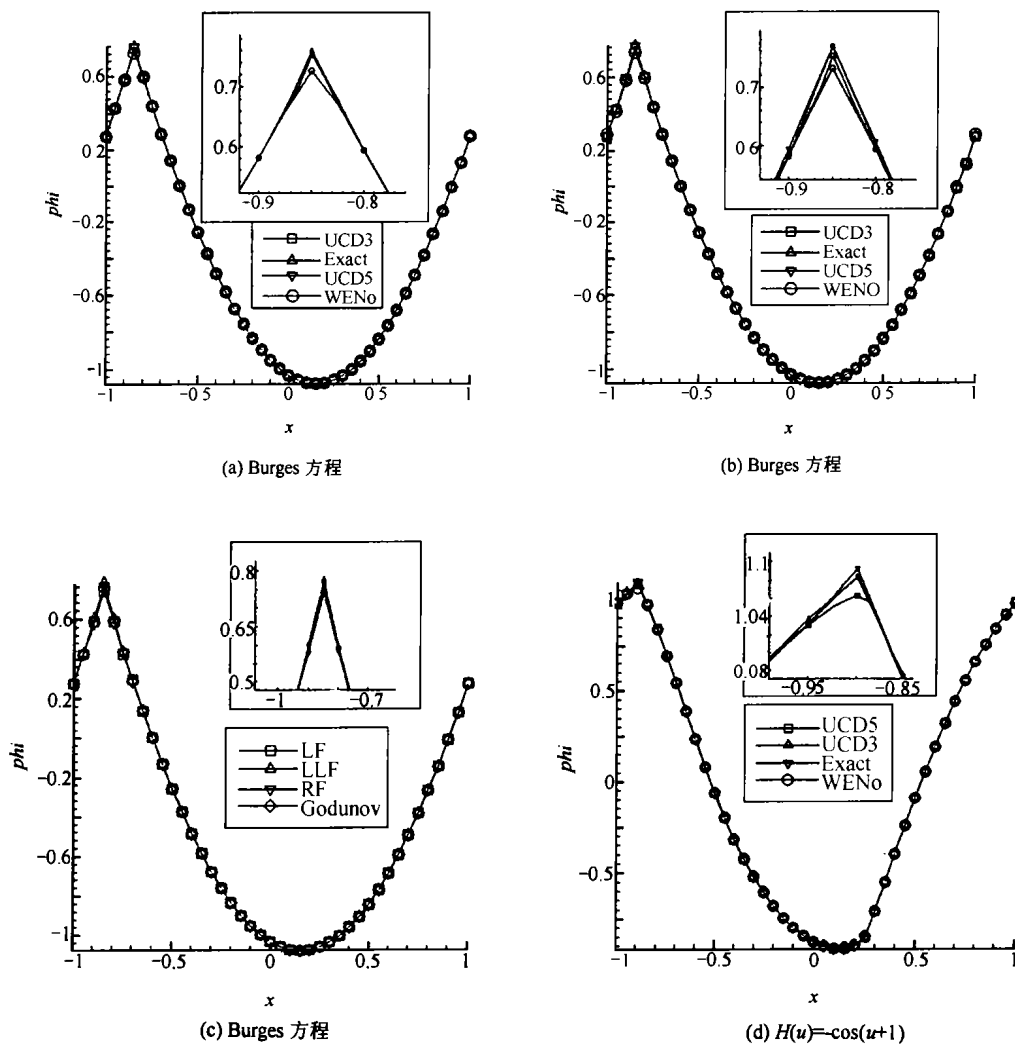 0.7
0.6
−0.9
−0.8
0.6
0.2
−0.2
−0 6
−1
phi
UCD3
Exact
UCD5
WENo
−1
−0.5
0
0 5
1
x
(a) Burges 方程
0.7
0.6
−0.9
−0.8
0.6
0.2
−0.2
−0 6
−1
phi
UCD3
Exact
UCD5
WENO
−1
−0.5
0
0 5
1
x
(b) Burges 方程
0.8
0.65
0.5
−1
−0.7
0.6
0.2
−0.2
−0.6
−1
phi
LF
LLF
RF
Godunov
−1
−0.5
0
0.5
1
x
(c) Burges 方程
1.1
1.04
0.08
−0.95
−0.85
1
0.5
0
−0.5
phi
UCD5
UCD3
Exact
WENo
−1
−0.5
0
0.5
1
x
(d) H(u)=-cos(u+1)